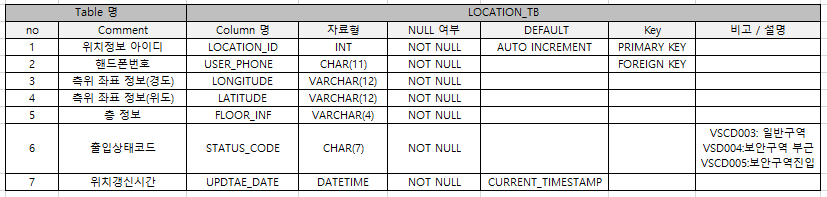 Table 명 LOCATION_TB
no Comment Column 명 자료형 NULL 여부 DEFAULT Key 비고 / 설명
1 위치정보 아이디 LOCATION_ID INT NOT NULL AUTO INCREMENT PRIMARY KEY
2 핸드폰번호 USER_PHONE CHAR(11) NOT NULL FOREIGN KEY
3 측위 좌표 정보(경도) LONGITUDE VARCHAR(12) NOT NULL
4 측위 좌표 정보(위도) LATITUDE VARCHAR(12) NOT NULL
5 층 정보 FLOOR_INF VARCHAR(4) NOT NULL
6 출입상태코드 STATUS_CODE CHAR(7) NOT NULL
VSCD003: 일반구역
VSD004:보안구역 부근
VSCD005:보안구역진입
7 위치갱신시간 UPDTAE_DATE DATETIME NOT NULL CURRENT_TIMESTAMP